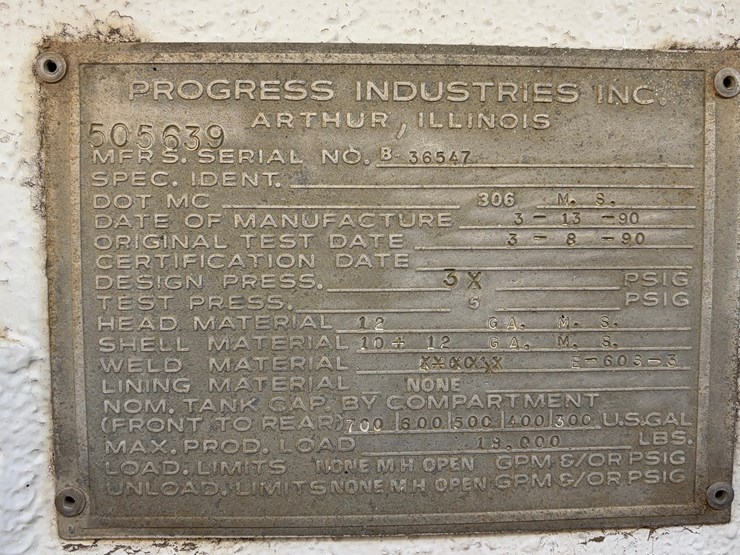 PROGRESS INDUSTRIES INC.
ARTHUR, ILLINOIS
505639
MFRS. SERIAL NO. B-36547
SPEC. IDENT.
DOT MC 306 M. S.
DATE OF MANUFACTURE 3-13-90
ORIGINAL TEST DATE 3-8-90
CERTIFICATION DATE
DESIGN PRESS. 3X PSIG
TEST PRESS. 5 PSIG
HEAD MATERIAL 12 GA. M. S.
SHELL MATERIAL 10+ 12 GA. M. S.
WELD MATERIAL E-60S-3
LINING MATERIAL NONE
NOM. TANK CAP. BY COMPARTMENT
(FRONT TO REAR) 700 |600|500|400|300 U.S.GAL
MAX. PROD. LOAD 18,000 LBS.
LOAD. LIMITS NONE M H OPEN GPM &/OR PSIG
UNLOAD. LIMITS NONE M H OPEN GPM &/OR PSIG